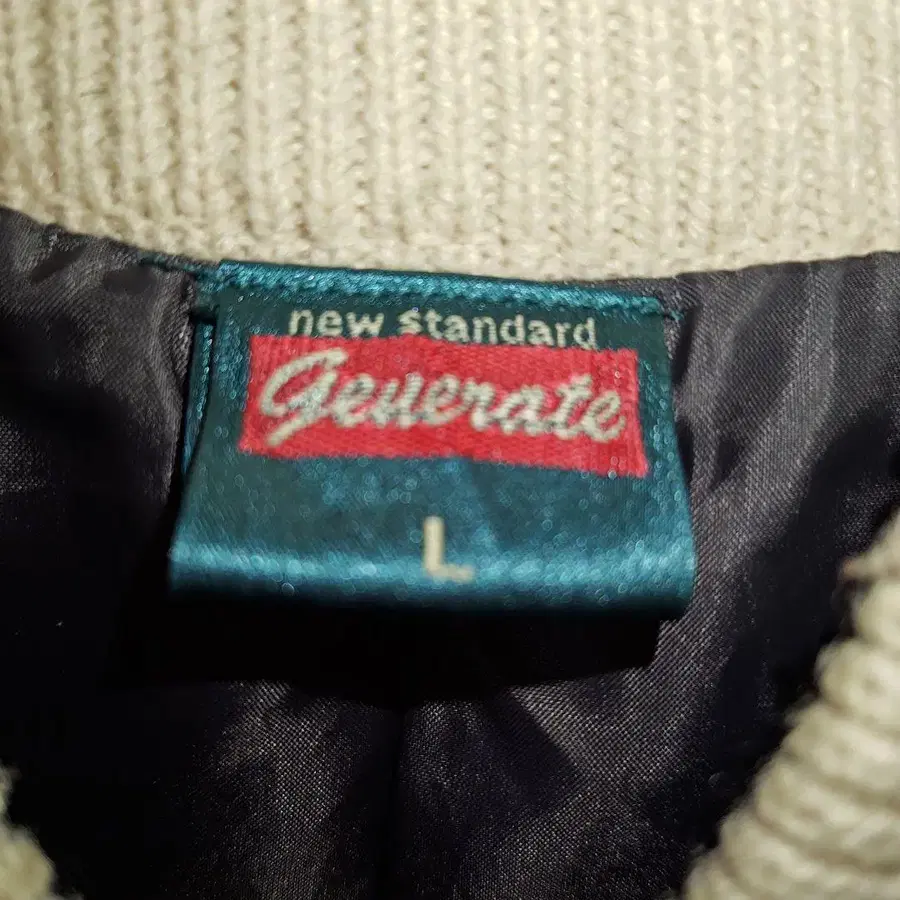 new standard
Generate
L